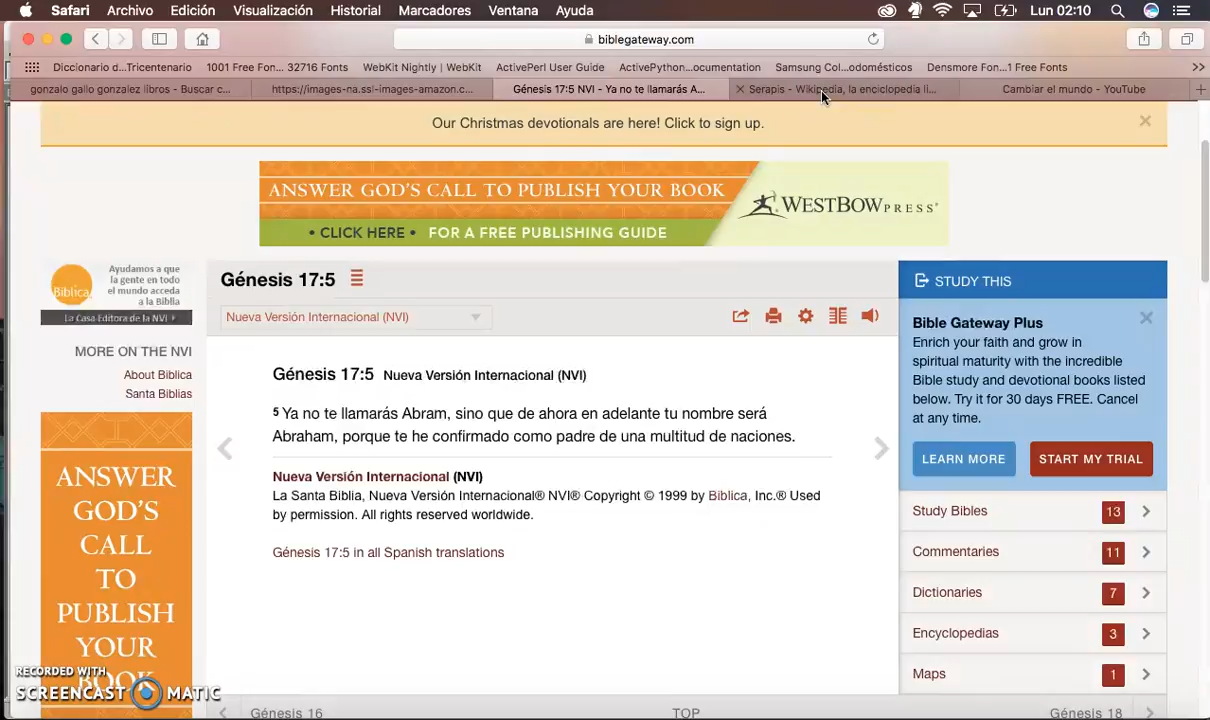 Safari Archivo Edición Visualización Historial Marcadores Ventana Ayuda Lun 02:10
biblegateway.com
Diccionario d...Tricentenario 1001 Free Fon... 32716 Fonts WebKit Nightly | WebKit ActivePerl User Guide ActivePython...ocumentation Samsung Col...odomésticos Densmore Fon...1 Free Fonts
gonzalo gallo gonzalez libros - Buscar c... https://images-na.ssl-images-amazon.c... Génesis 17:5 NVI - Ya no te llamarás A... Serapis - Wikipedia, la enciclopedia li... Cambiar el mundo - YouTube
Our Christmas devotionals are here! Click to sign up.
ANSWER GOD'S CALL TO PUBLISH YOUR BOOK
WESTBOW PRESS®
• CLICK HERE • FOR A FREE PUBLISHING GUIDE
Biblica
Ayudamos a que
la gente en todo
el mundo acceda
a la Biblia
La Casa Editora de la NVI
MORE ON THE NVI
About Biblica
Santa Biblias
ANSWER
GOD'S
CALL
TO
PUBLISH
YOUR
BOOK
Génesis 17:5
Nueva Versión Internacional (NVI)
Génesis 17:5 Nueva Versión Internacional (NVI)
5 Ya no te llamarás Abram, sino que de ahora en adelante tu nombre será
Abraham, porque te he confirmado como padre de una multitud de naciones.
Nueva Versión Internacional (NVI)
La Santa Biblia, Nueva Versión Internacional® NVI® Copyright © 1999 by Biblica, Inc.® Used
by permission. All rights reserved worldwide.
Génesis 17:5 in all Spanish translations
STUDY THIS
Bible Gateway Plus
Enrich your faith and grow in
spiritual maturity with the incredible
Bible study and devotional books listed
below. Try it for 30 days FREE. Cancel
at any time.
LEARN MORE START MY TRIAL
Study Bibles 13
Commentaries 11
Dictionaries 7
Encyclopedias 3
Maps 1
Génesis 16 TOP Génesis 18
RECORDED WITH
SCREENCAST MATIC